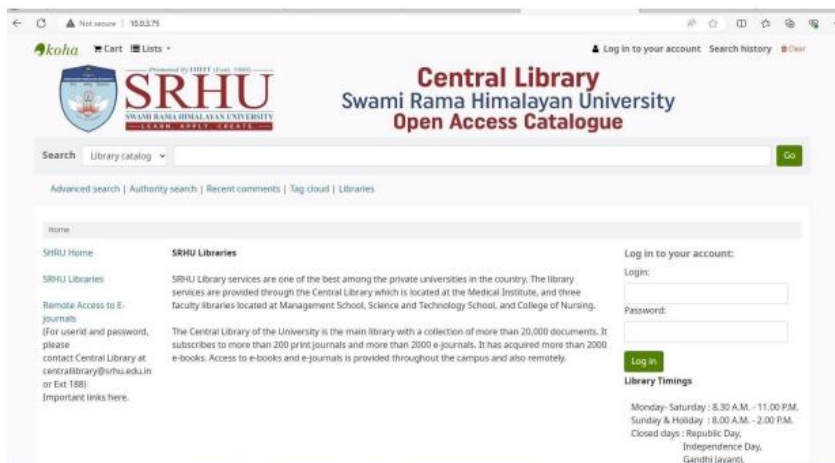 Not secure | 10.0.3.75
koha Cart Lists
Log in to your account Search history Clear
Promoted by HIHT (Estd. 1989)
SRHU
SWAMI RAMA HIMALAYAN UNIVERSITY
LEARN. APPLY. CREATE
Central Library
Swami Rama Himalayan University
Open Access Catalogue
Search Library catalog Go
Advanced search | Authority search | Recent comments | Tag cloud | Libraries
Home
SHRU Home
SRHU Libraries
Remote Access to E-
journals
(For userid and password,
please
contact Central Library at
centrallibrary@srhu.edu.in
or Ext 188)
Important links here.
SRHU Libraries
SRHU Library services are one of the best among the private universities in the country. The library
services are provided through the Central Library which is located at the Medical Institute, and three
faculty libraries located at Management School, Science and Technology School, and College of Nursing.
The Central Library of the University is the main library with a collection of more than 20,000 documents. It
subscribes to more than 200 print journals and more than 2000 e-journals. It has acquired more than 2000
e-books. Access to e-books and e-journals is provided throughout the campus and also remotely.
Log in to your account:
Login:
Password:
Log in
Library Timings
Monday- Saturday : 8.30 A.M. - 11.00 P.M.
Sunday & Holiday : 8.00 A.M. - 2.00 P.M.
Closed days : Republic Day,
Independence Day,
Gandhi Jayanti,